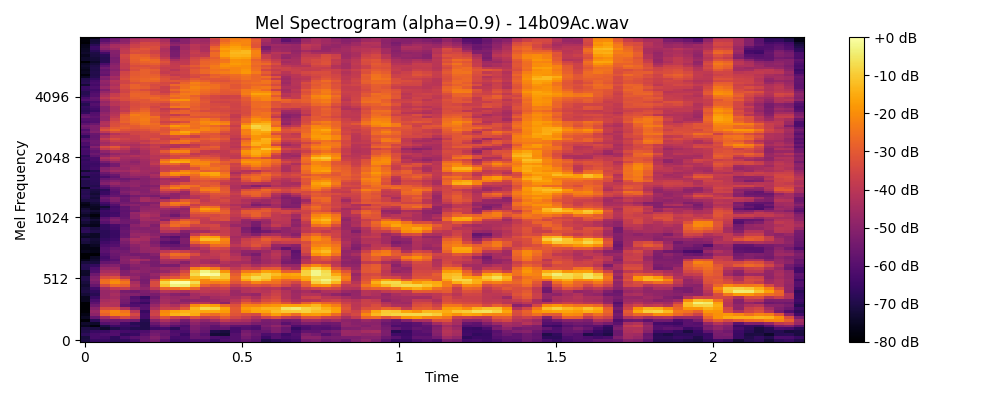 Mel Spectrogram (alpha=0.9) - 14b09Ac.wav
Mel Frequency
4096
2048
1024
512
0
0
0.5
1
1.5
2
Time
+0 dB
-10 dB
-20 dB
-30 dB
-40 dB
-50 dB
-60 dB
-70 dB
-80 dB